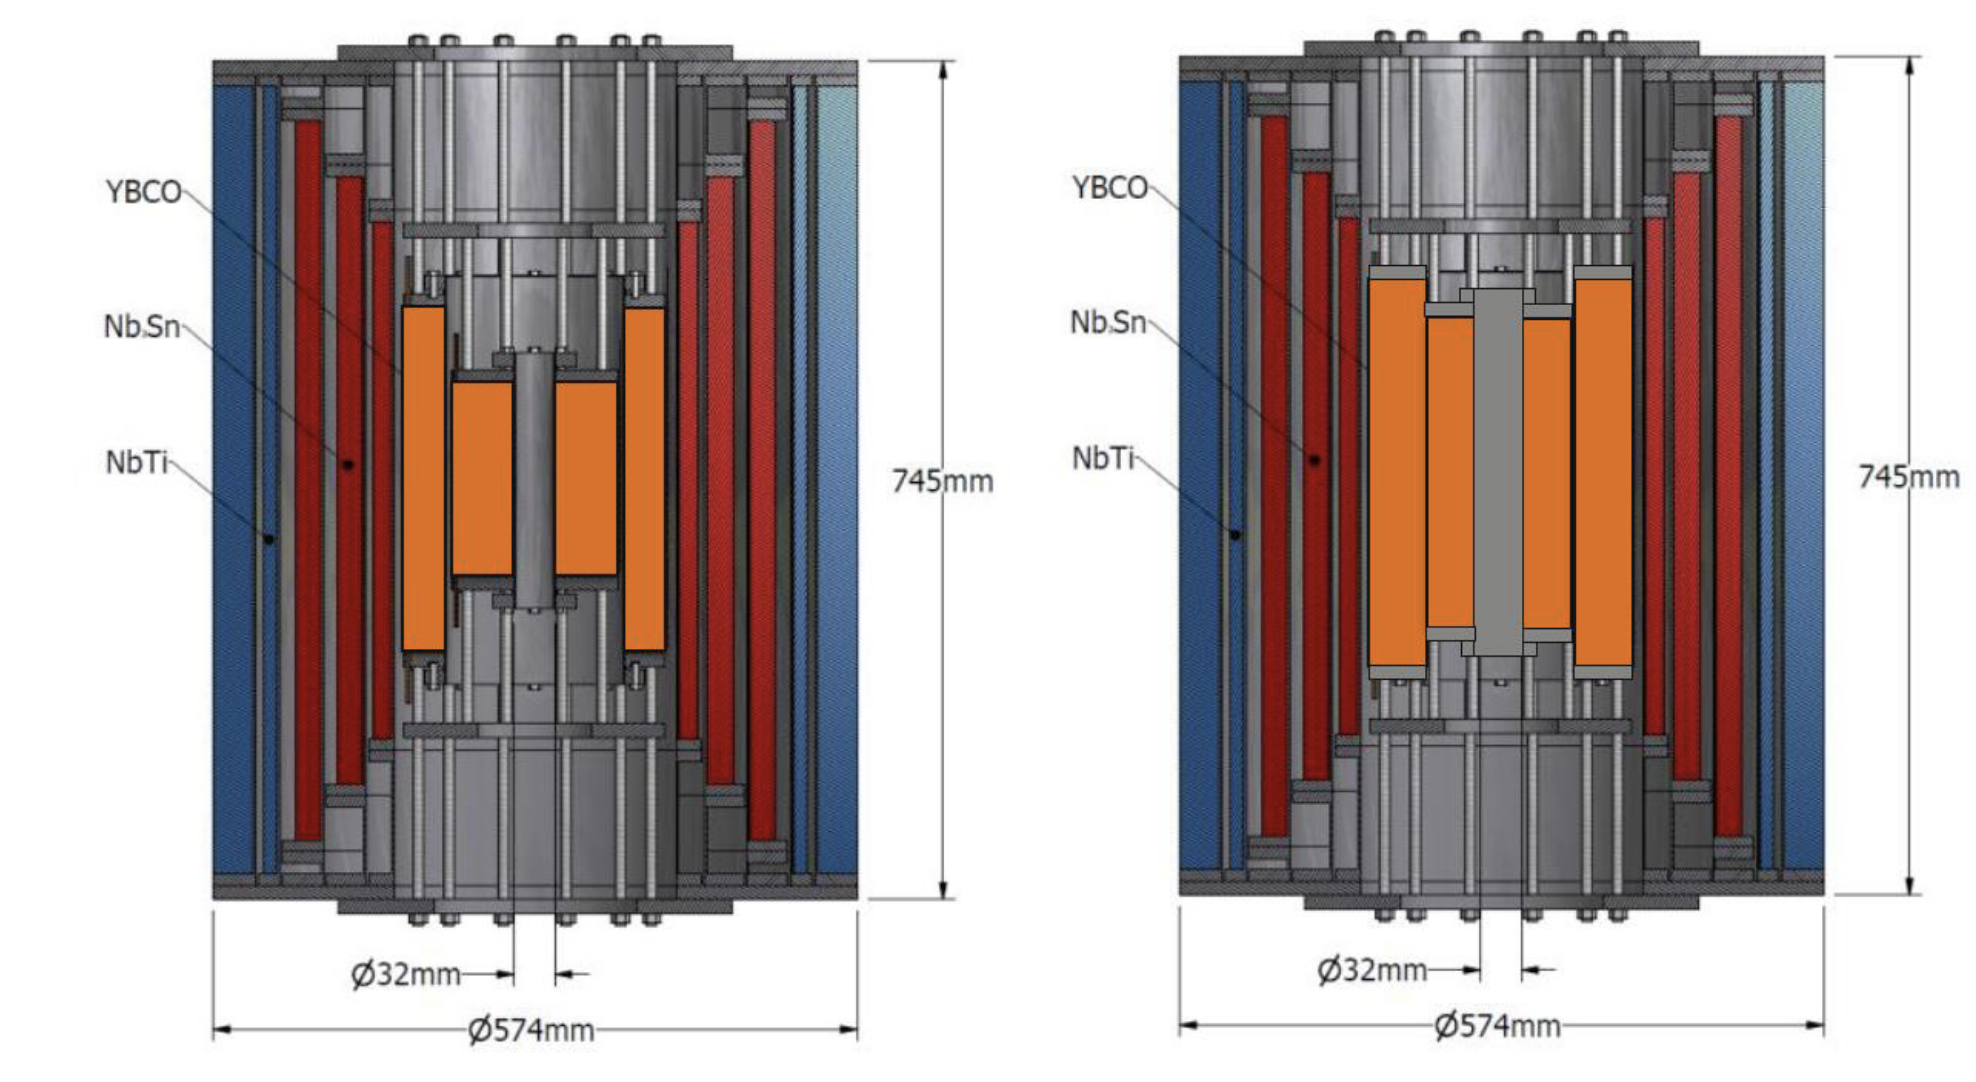 YBCO
Nb₃Sn
NbTi
745mm
Ø32mm
Ø574mm
YBCO
Nb₃Sn
NbTi
745mm
Ø32mm
Ø574mm